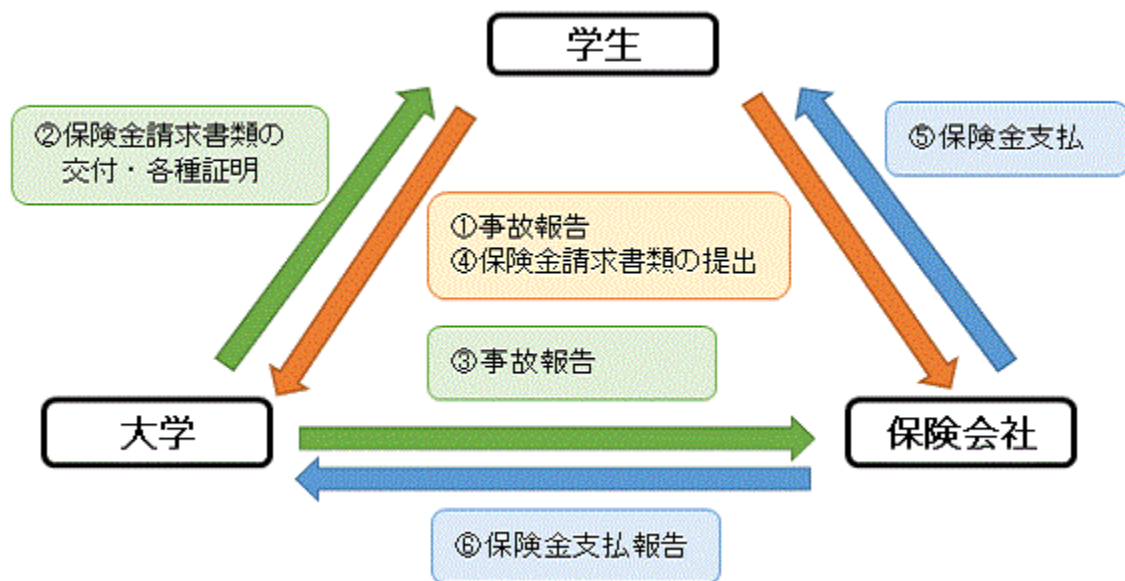 学生
②保険金請求書類の
交付・各種証明
⑤保険金支払
①事故報告
④保険金請求書類の提出
③事故報告
大学
保険会社
⑥保険金支払報告